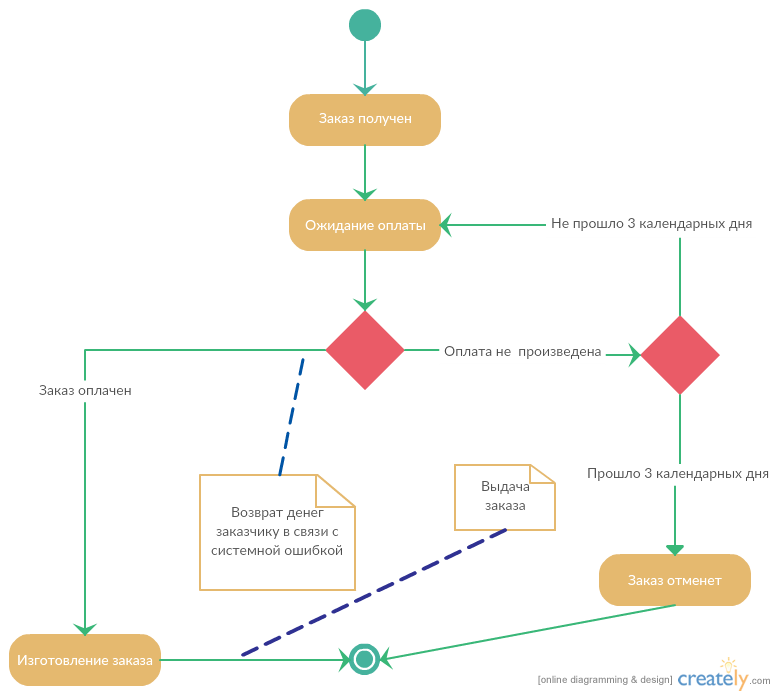 Заказ получен
Ожидание оплаты
Не прошло 3 календарных дня
Оплата не произведена
Заказ оплачен
Прошло 3 календарных дня
Выдача
заказа
Возврат денег
заказчику в связи с
системной ошибкой
Заказ отменет
Изготовление заказа
[online diagramming & design] creately.com